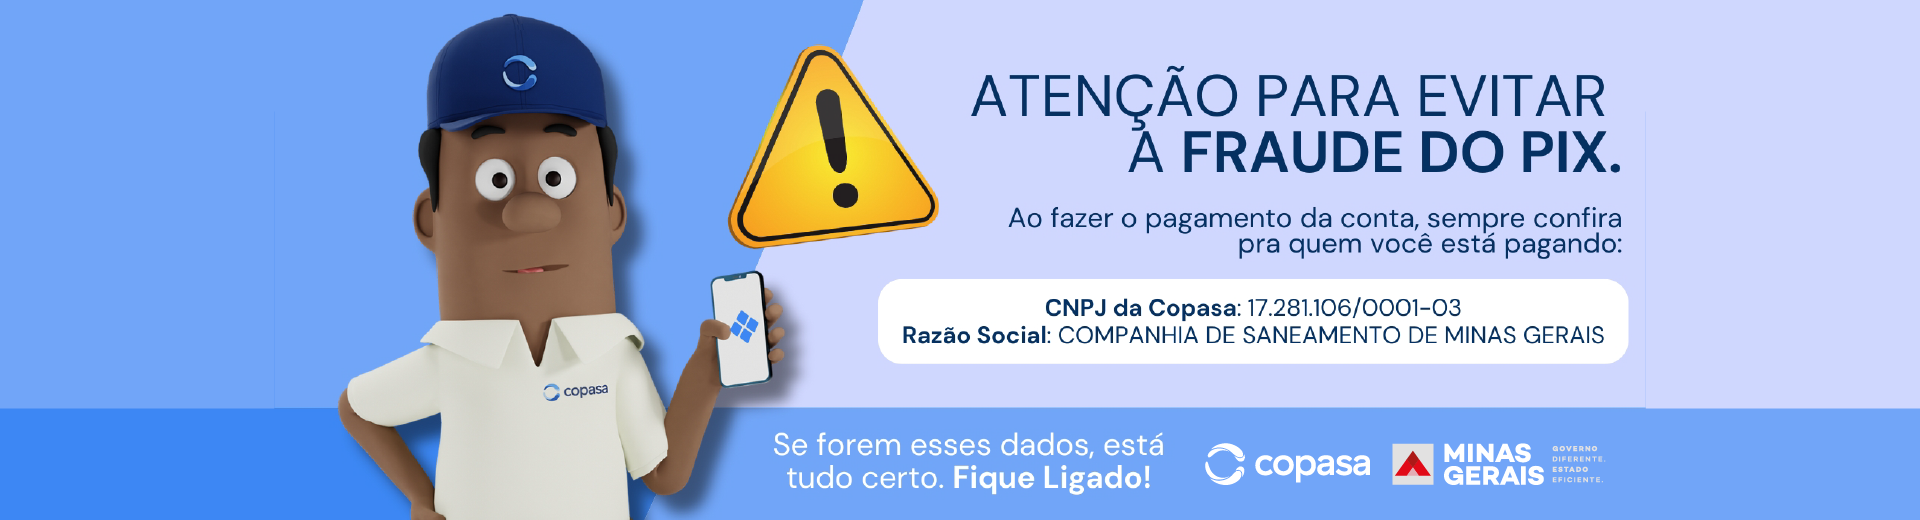 ATENÇÃO PARA EVITAR
A FRAUDE DO PIX.
Ao fazer o pagamento da conta, sempre confira
pra quem você está pagando:
CNPJ da Copasa: 17.281.106/0001-03
Razão Social: COMPANHIA DE SANEAMENTO DE MINAS GERAIS
copasa
Se forem esses dados, está
tudo certo. Fique Ligado!
copasa
MINAS
GERAIS
GOVERNO
DIFERENTE.
ESTADO
EFICIENTE.